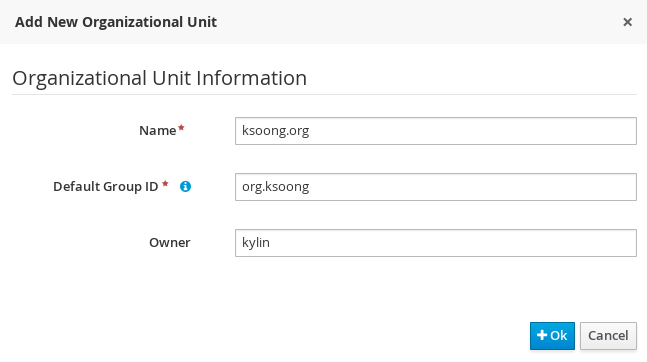 Add New Organizational Unit ×
Organizational Unit Information
Name * ksoong.org
Default Group ID * org.ksoong
Owner kylin
+ Ok Cancel